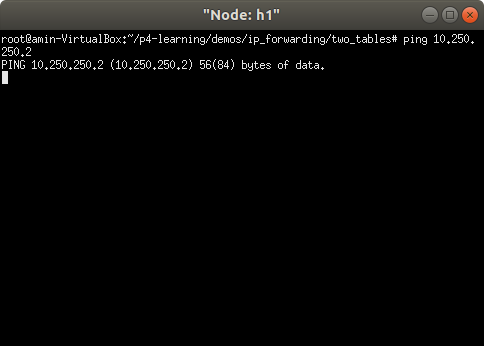 "Node: h1"
root@amin-VirtualBox:~/p4-learning/demos/ip_forwarding/two_tables# ping 10.250.
250.2
PING 10.250.250.2 (10.250.250.2) 56(84) bytes of data.